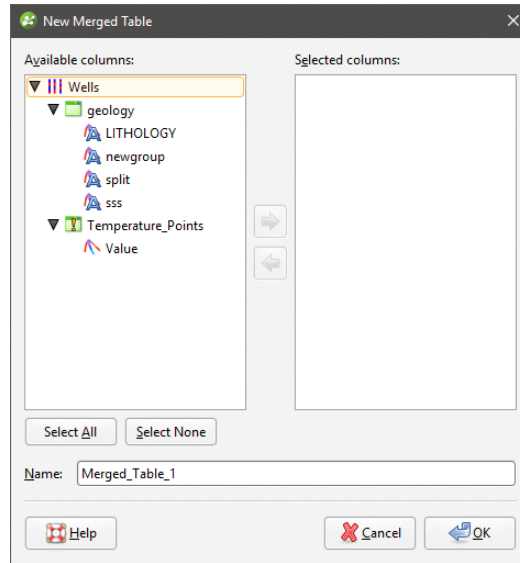 New Merged Table
Available columns:
Selected columns:
Wells
geology
LITHOLOGY
newgroup
split
sss
Temperature_Points
Value
Select All
Select None
Name: Merged_Table_1
Help
Cancel
OK